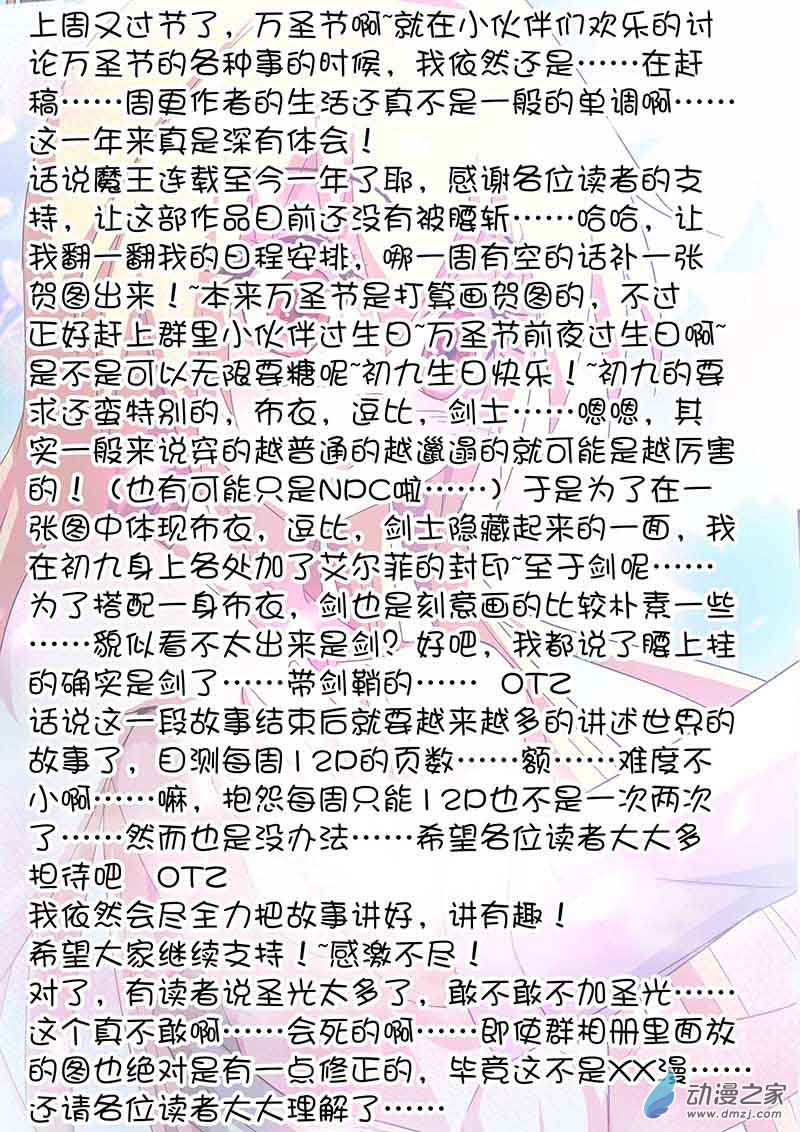 上周又过节了，万圣节啊~就在小伙伴们欢乐的讨
论万圣节的各种事的时候，我依然还是……在赶
稿……周更作者的生活还真不是一般的单调啊……
这一年来真是深有体会！
话说魔王连载至今一年了耶，感谢各位读者的支
持，让这部作品目前还没有被腰斩……哈哈，让
我翻一翻我的日程安排，哪一周有空的话补一张
贺图出来！~本来万圣节是打算画贺图的，不过
正好赶上群里小伙伴过生日~万圣节前夜过生日啊~
是不是可以无限要糖呢~初九生日快乐！~初九的要
求还蛮特别的，布衣，逗比，剑士……嗯嗯，其
实一般来说穿的越普通的越邋遢的就可能是越厉害
的！（也有可能只是NPC啦……）于是为了在一
张图中体现布衣，逗比，剑士隐藏起来的一面，我
在初九身上各处加了艾尔菲的封印~至于剑呢……
为了搭配一身布衣，剑也是刻意画的比较朴素一些
……貌似看不太出来是剑？好吧，我都说了腰上挂
的确实是剑了……带剑鞘的…… OTZ
话说这一段故事结束后就要越来越多的讲述世界的
故事了，目测每周12P的页数……额……难度不
小啊……嘛，抱怨每周只能12P也不是一次两次
了……然而也是没办法……希望各位读者大大多
担待吧 OTZ
我依然会尽全力把故事讲好，讲有趣！
希望大家继续支持！~感激不尽！
对了，有读者说圣光太多了，敢不敢不加圣光……
这个真不敢啊……会死的啊……即使群相册里面放
的图也绝对是有一点修正的，毕竟这不是XX漫……
还请各位读者大大理解了……
动漫之家
www.dmzj.com